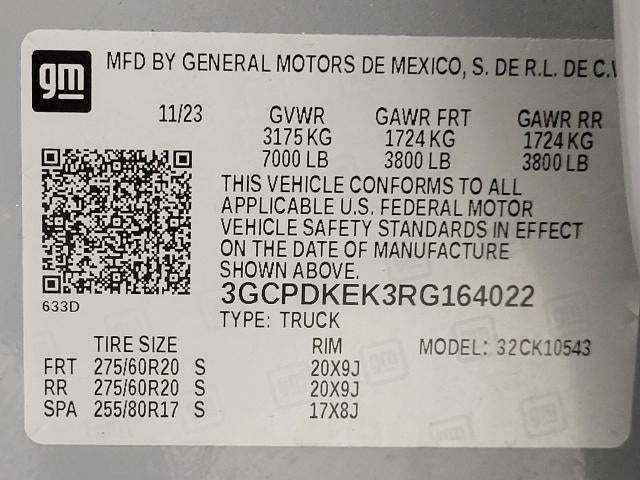 gm
MFD BY GENERAL MOTORS DE MEXICO, S. DE R.L. DE C.V
11/23 GVWR GAWR FRT GAWR RR
3175 KG 1724 KG 1724 KG
7000 LB 3800 LB 3800 LB
THIS VEHICLE CONFORMS TO ALL
APPLICABLE U.S. FEDERAL MOTOR
VEHICLE SAFETY STANDARDS IN EFFECT
ON THE DATE OF MANUFACTURE
SHOWN ABOVE.
633D
3GCPDKEK3RG164022
TYPE: TRUCK
TIRE SIZE RIM MODEL: 32CK10543
FRT 275/60R20 S 20X9J
RR 275/60R20 S 20X9J
SPA 255/80R17 S 17X8J